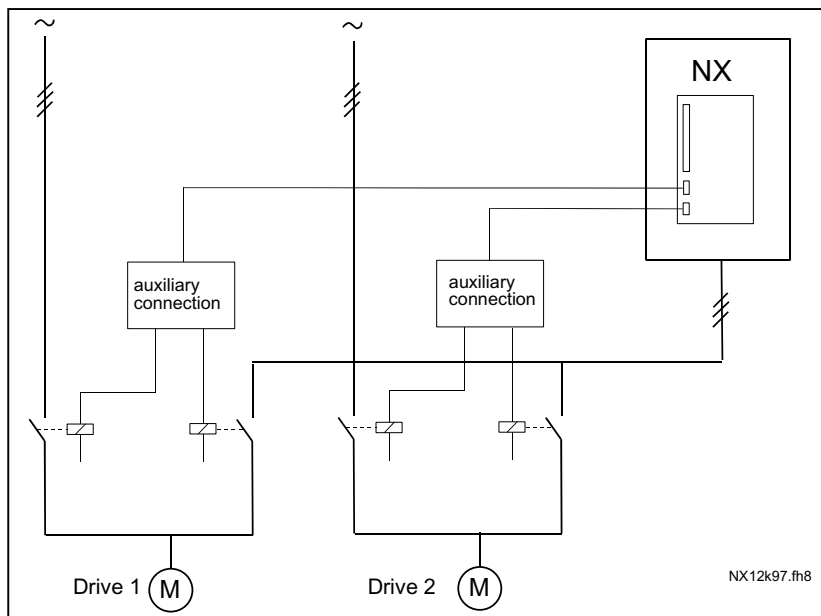 ~
~
NX
auxiliary
connection
auxiliary
connection
Drive 1
M
Drive 2
M
NX12k97.fh8